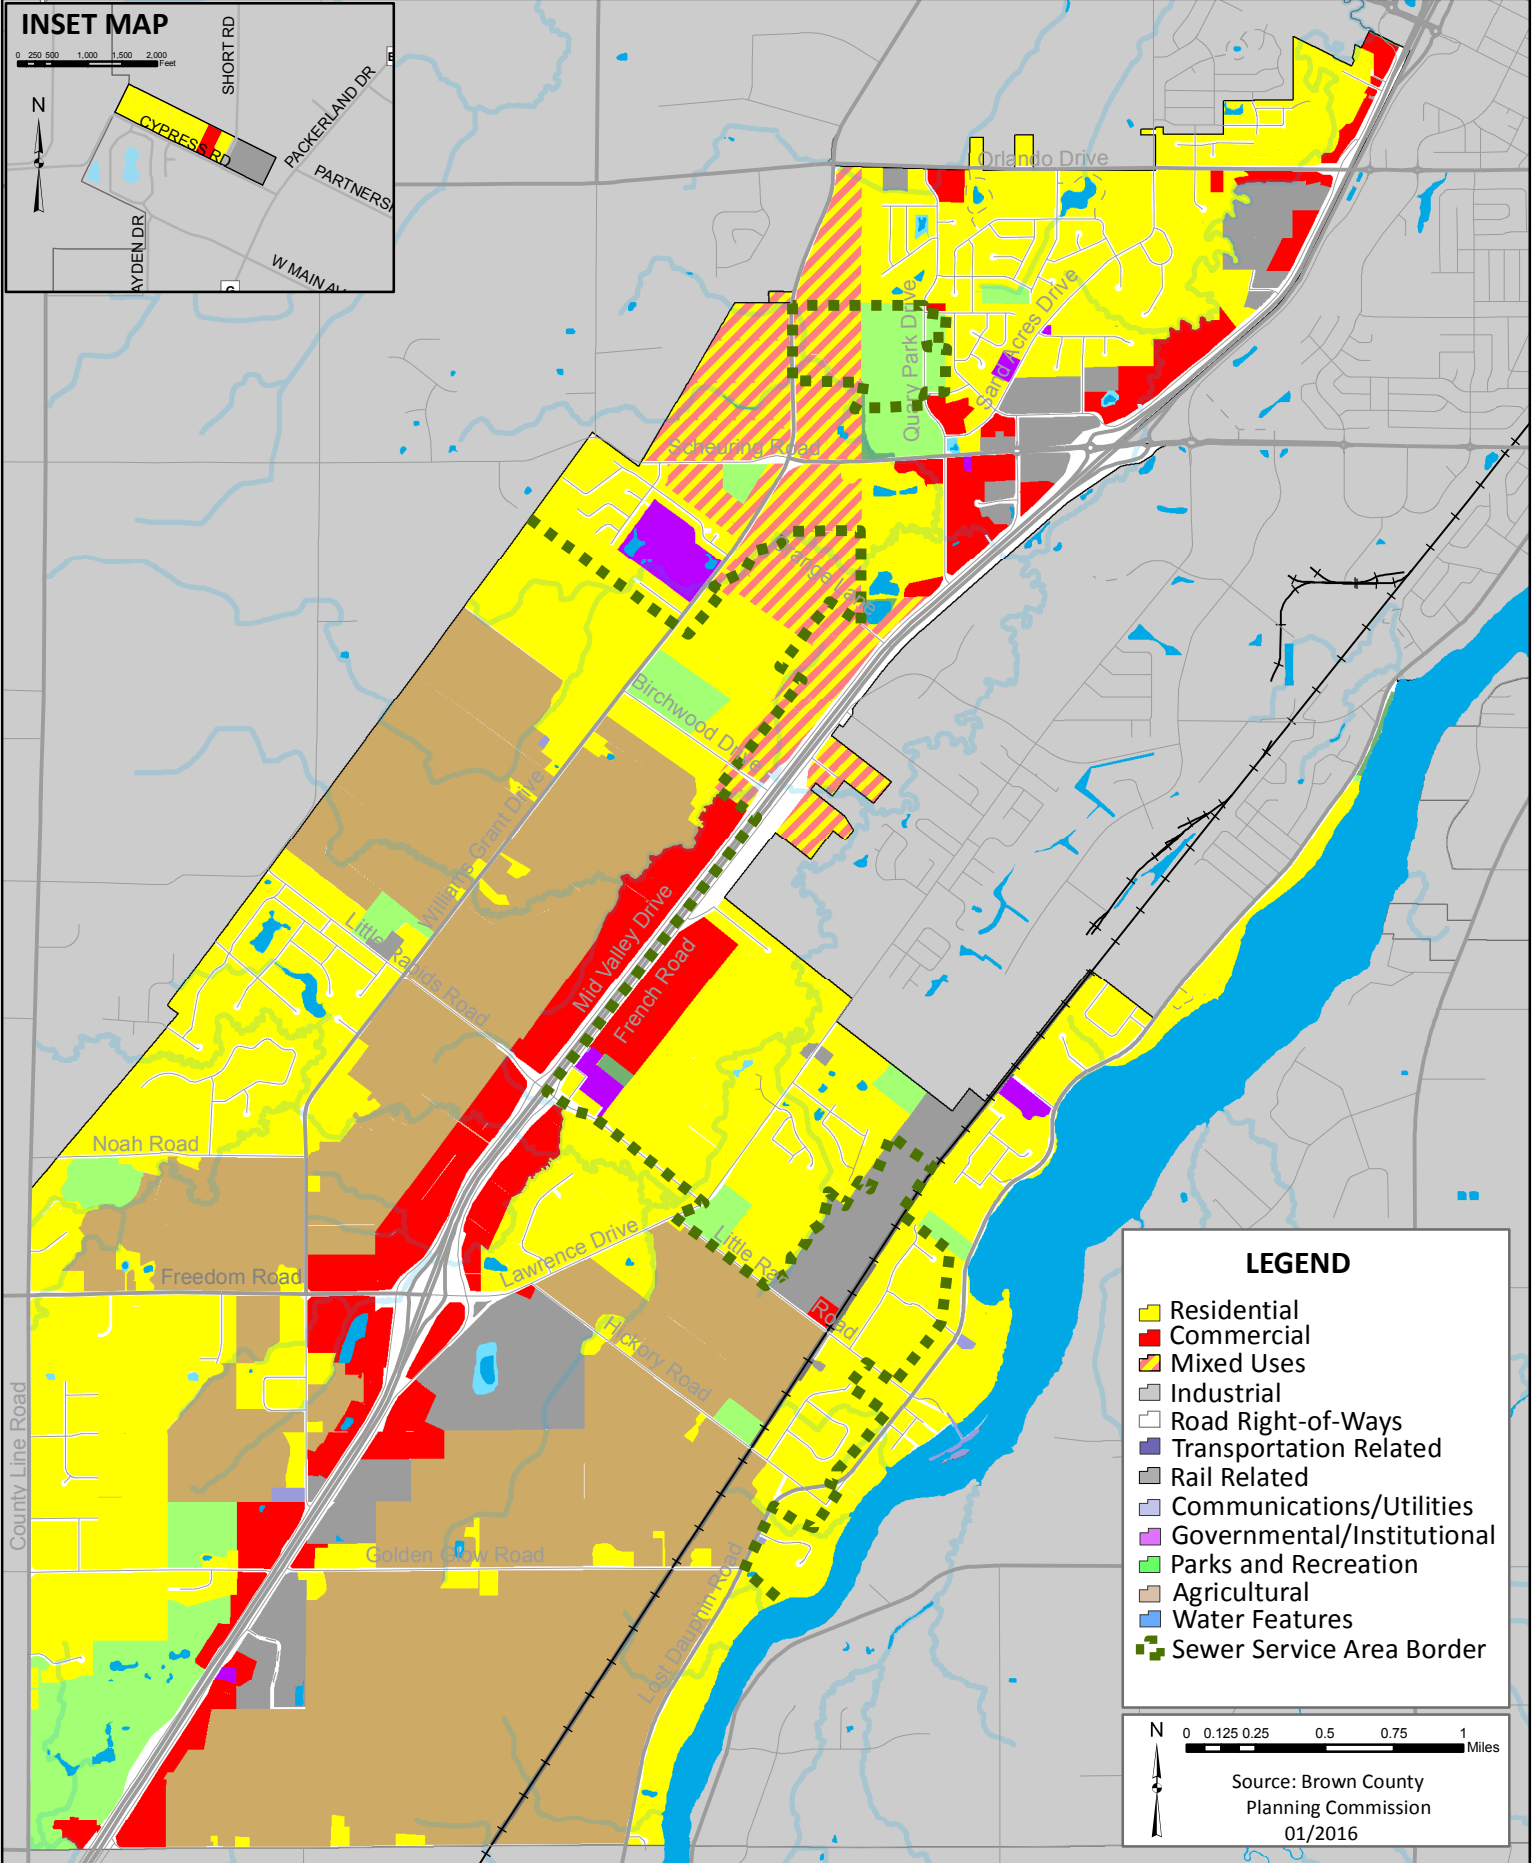 INSET MAP
0 250 500 1,000 1,500 2,000
Feet
N
SHORT RD
PACKERLAND DR
CYPRESS RD
W MAIN AV
Orlando Drive
Quarry Park Drive
Sand Acres Drive
Scheuring Road
Orange Lane
Birchwood Drive
Williams Grant Drive
Little Rapids Road
Mid Valley Drive
French Road
Noah Road
Lawrence Drive
Freedom Road
Little Rap
Road
Hickory Road
County Line Road
Golden Glow Road
Lost Dauphin Road
LEGEND
Residential
Commercial
Mixed Uses
Industrial
Road Right-of-Ways
Transportation Related
Rail Related
Communications/Utilities
Governmental/Institutional
Parks and Recreation
Agricultural
Water Features
Sewer Service Area Border
N
0 0.125 0.25 0.5 0.75 1
Miles
Source: Brown County
Planning Commission
01/2016